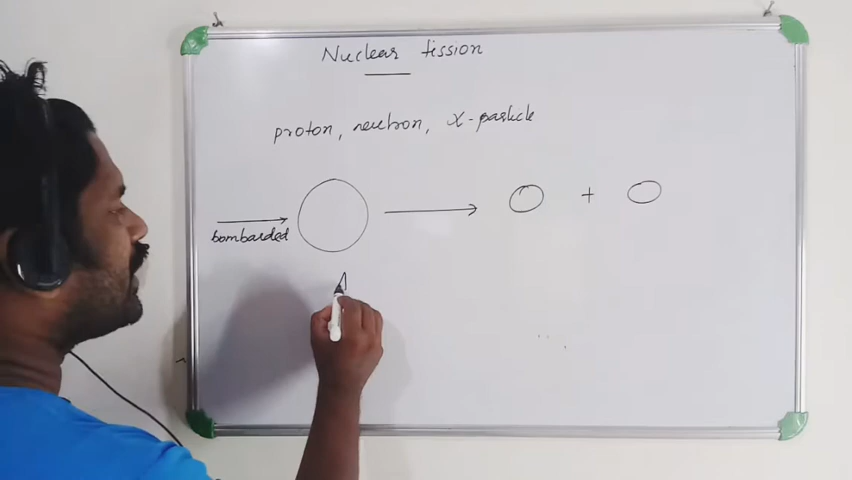 Nuclear fission
proton, neutron, α-particle
→ ◯ → ◯ + ◯
bombarded
A